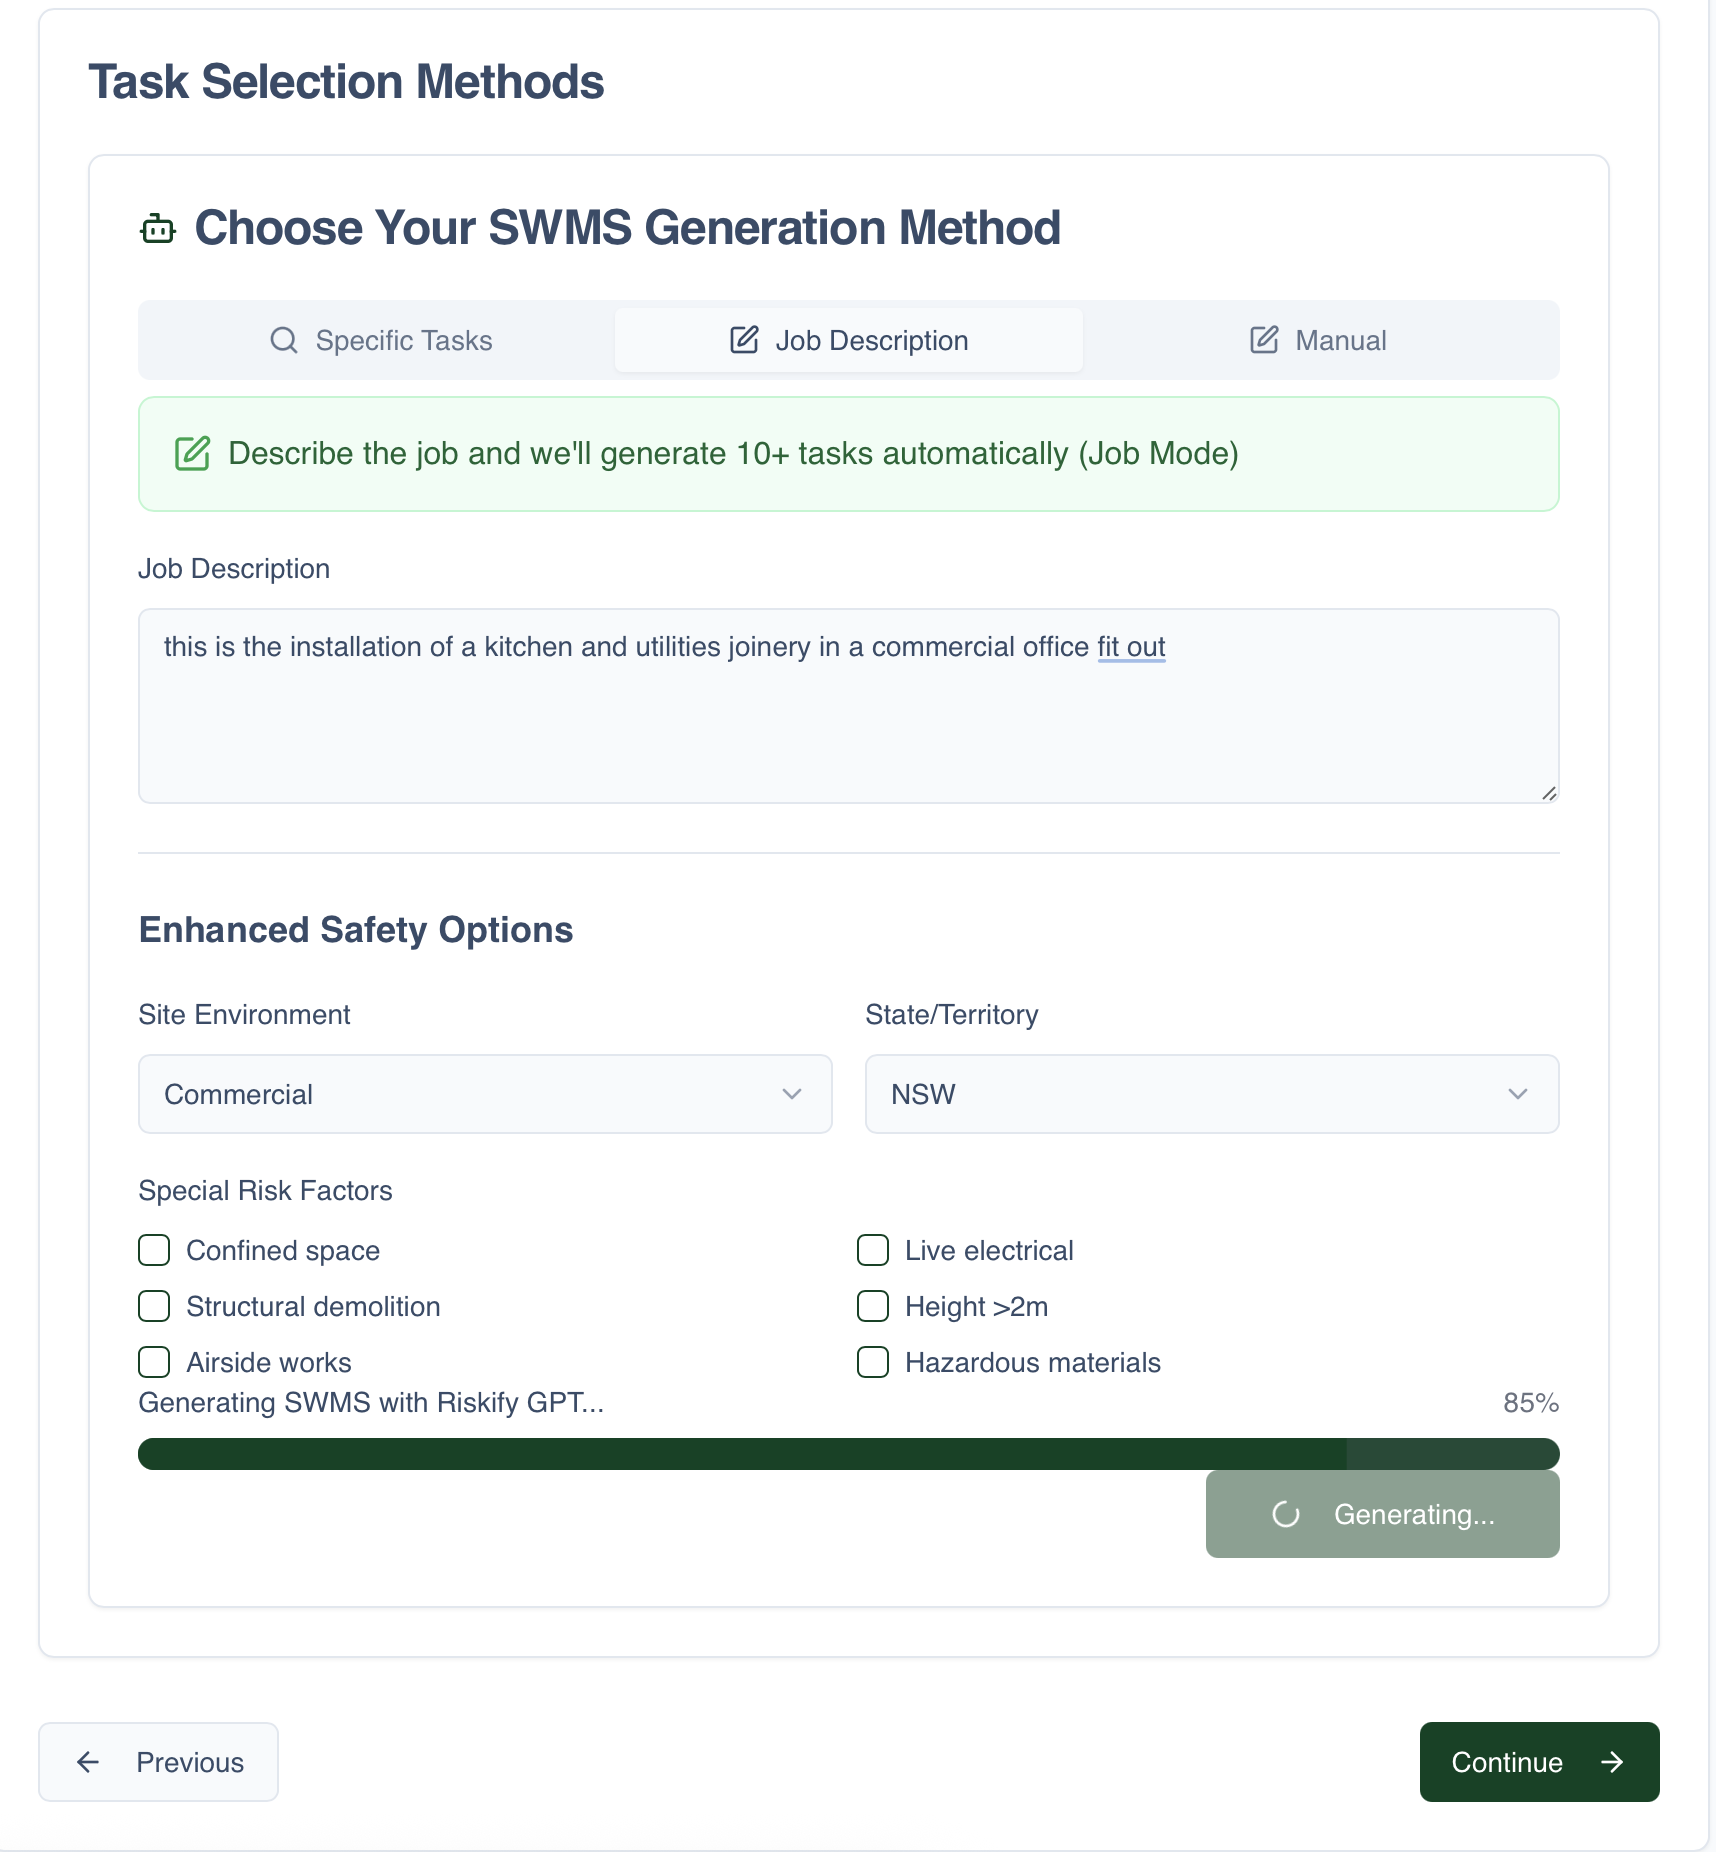 Task Selection Methods
Choose Your SWMS Generation Method
Specific Tasks
Job Description
Manual
Describe the job and we'll generate 10+ tasks automatically (Job Mode)
Job Description
this is the installation of a kitchen and utilities joinery in a commercial office fit out
Enhanced Safety Options
Site Environment
State/Territory
Commercial
NSW
Special Risk Factors
Confined space
Live electrical
Structural demolition
Height >2m
Airside works
Hazardous materials
Generating SWMS with Riskify GPT...
85%
Generating...
Previous
Continue